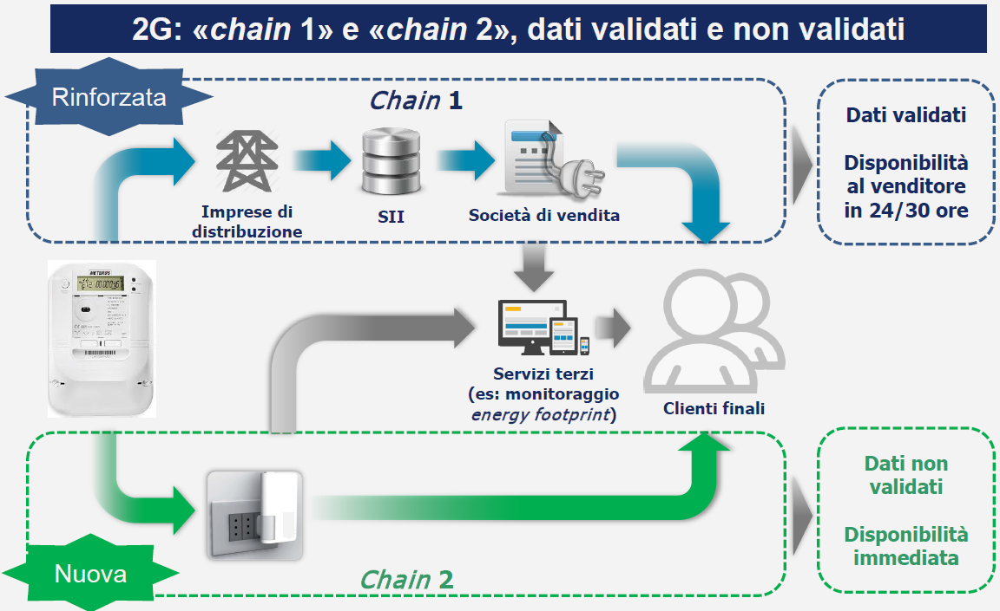 2G: «chain 1» e «chain 2», dati validati e non validati
Rinforzata
Chain 1
Dati validati
Disponibilità
al venditore
in 24/30 ore
Imprese di
distribuzione
SII
Società di vendita
Servizi terzi
(es: monitoraggio
energy footprint)
Clienti finali
Dati non
validati
Disponibilità
immediata
Nuova
Chain 2